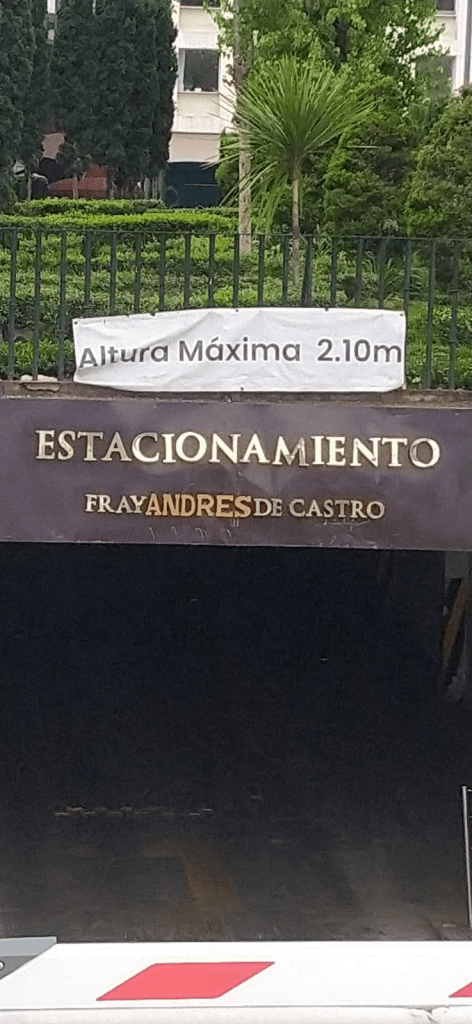 Altura Máxima 2.10m
ESTACIONAMIENTO
FRAY ANDRES DE CASTRO